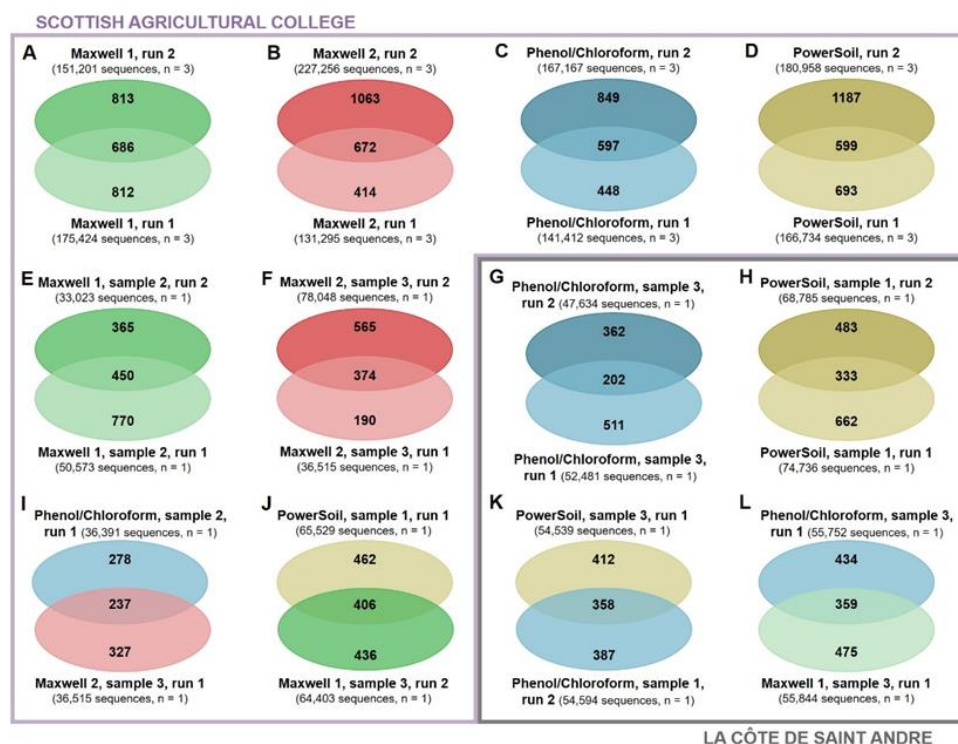 SCOTTISH AGRICULTURAL COLLEGE
A
Maxwell 1, run 2
(151,201 sequences, n = 3)
813
686
812
Maxwell 1, run 1
(175,424 sequences, n = 3)
B
Maxwell 2, run 2
(227,256 sequences, n = 3)
1063
672
414
Maxwell 2, run 1
(131,295 sequences, n = 3)
C
Phenol/Chloroform, run 2
(167,167 sequences, n = 3)
849
597
448
Phenol/Chloroform, run 1
(141,412 sequences, n = 3)
D
PowerSoil, run 2
(180,958 sequences, n = 3)
1187
599
693
PowerSoil, run 1
(166,734 sequences, n = 3)
E
Maxwell 1, sample 2, run 2
(33,023 sequences, n = 1)
365
450
770
Maxwell 1, sample 2, run 1
(50,573 sequences, n = 1)
F
Maxwell 2, sample 3, run 2
(78,048 sequences, n = 1)
565
374
190
Maxwell 2, sample 3, run 1
(36,515 sequences, n = 1)
G
Phenol/Chloroform, sample 3,
run 2 (47,634 sequences, n = 1)
362
202
511
Phenol/Chloroform, sample 3,
run 1 (52,481 sequences, n = 1)
H
PowerSoil, sample 1, run 2
(68,785 sequences, n = 1)
483
333
662
PowerSoil, sample 1, run 1
(74,736 sequences, n = 1)
I
Phenol/Chloroform, sample 2,
run 1 (36,391 sequences, n = 1)
278
237
327
Maxwell 2, sample 3, run 1
(36,515 sequences, n = 1)
J
PowerSoil, sample 1, run 1
(65,529 sequences, n = 1)
462
406
436
Maxwell 1, sample 3, run 2
(64,403 sequences, n = 1)
K
PowerSoil, sample 3, run 1
(54,539 sequences, n = 1)
412
358
387
Phenol/Chloroform, sample 1,
run 2 (54,594 sequences, n = 1)
L
Phenol/Chloroform, sample 3,
run 1 (55,752 sequences, n = 1)
434
359
475
Maxwell 1, sample 3, run 1
(55,844 sequences, n = 1)
LA CÔTE DE SAINT ANDRE